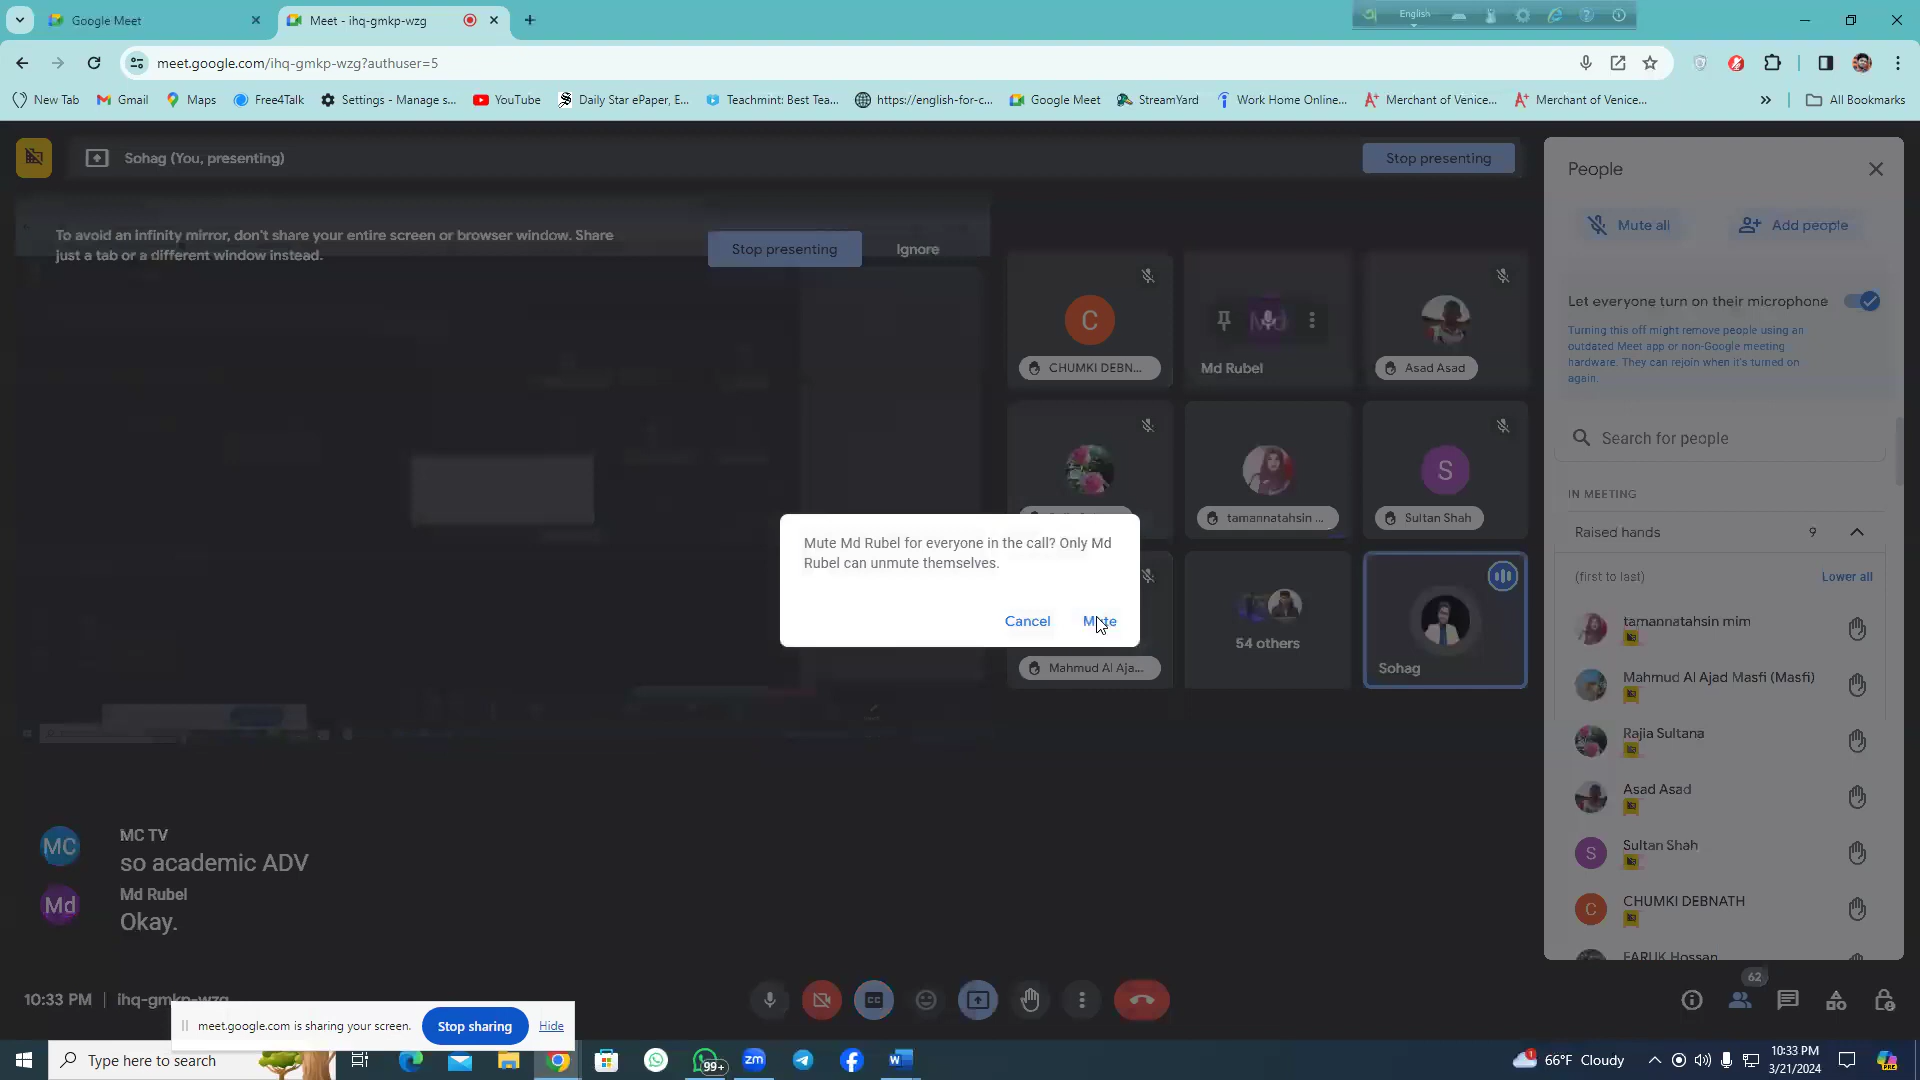 Google Meet
Meet - ihq-gmkp-wzg
English
meet.google.com/ihq-gmkp-wzg?authuser=5
New Tab
Gmail
Maps
Free4Talk
Settings - Manage s...
YouTube
Daily Star ePaper, E...
Teachmint: Best Tea...
https://english-for-c...
Google Meet
StreamYard
Work Home Online...
Merchant of Venice...
Merchant of Venice...
All Bookmarks
Sohag (You, presenting)
Stop presenting
To avoid an infinity mirror, don't share your entire screen or browser window. Share
just a tab or a different window instead.
Stop presenting
Ignore
C
CHUMKI DEBN...
Md
Md Rubel
Asad Asad
tamannatahsin ...
S
Sultan Shah
Mahmud Al Aja...
54 others
Sohag
Mute Md Rubel for everyone in the call? Only Md
Rubel can unmute themselves.
Cancel
Mute
People
Mute all
Add people
Let everyone turn on their microphone
Turning this off might remove people using an
outdated Meet app or non-Google meeting
hardware. They can rejoin when it's turned on
again.
Search for people
IN MEETING
Raised hands
9
(first to last)
Lower all
tamannatahsin mim
Mahmud Al Ajad Masfi (Masfi)
Rajia Sultana
Asad Asad
S
Sultan Shah
C
CHUMKI DEBNATH
FARUK Hossan
MC
MC TV
so academic ADV
Md
Md Rubel
Okay.
10:33 PM
ihq-gmkp-wzg
CC
62
meet.google.com is sharing your screen.
Stop sharing
Hide
Type here to search
99+
zm
W
1
66°F Cloudy
10:33 PM
3/21/2024
PRE